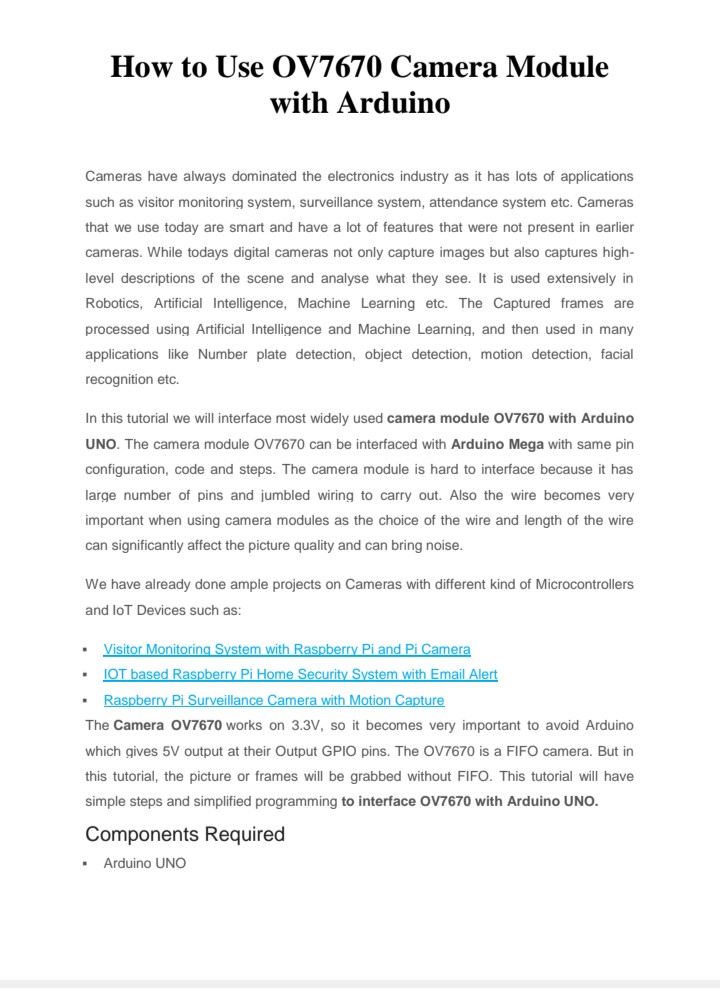 How to Use OV7670 Camera Module
with Arduino
Cameras have always dominated the electronics industry as it has lots of applications
such as visitor monitoring system, surveillance system, attendance system etc. Cameras
that we use today are smart and have a lot of features that were not present in earlier
cameras. While todays digital cameras not only capture images but also captures high-
level descriptions of the scene and analyse what they see. It is used extensively in
Robotics, Artificial Intelligence, Machine Learning etc. The Captured frames are
processed using Artificial Intelligence and Machine Learning, and then used in many
applications like Number plate detection, object detection, motion detection, facial
recognition etc.
In this tutorial we will interface most widely used camera module OV7670 with Arduino
UNO. The camera module OV7670 can be interfaced with Arduino Mega with same pin
configuration, code and steps. The camera module is hard to interface because it has
large number of pins and jumbled wiring to carry out. Also the wire becomes very
important when using camera modules as the choice of the wire and length of the wire
can significantly affect the picture quality and can bring noise.
We have already done ample projects on Cameras with different kind of Microcontrollers
and IoT Devices such as:
▪ Visitor Monitoring System with Raspberry Pi and Pi Camera
▪ IOT based Raspberry Pi Home Security System with Email Alert
▪ Raspberry Pi Surveillance Camera with Motion Capture
The Camera OV7670 works on 3.3V, so it becomes very important to avoid Arduino
which gives 5V output at their Output GPIO pins. The OV7670 is a FIFO camera. But in
this tutorial, the picture or frames will be grabbed without FIFO. This tutorial will have
simple steps and simplified programming to interface OV7670 with Arduino UNO.
Components Required
▪ Arduino UNO